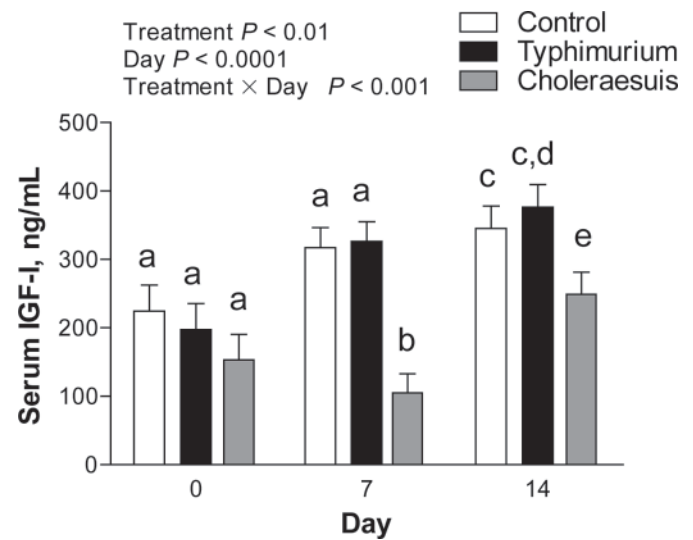 Treatment P < 0.01
Day P < 0.0001
Treatment × Day P < 0.001
Control
Typhimurium
Choleraesuis
Serum IGF-I, ng/mL
500
400
300
200
100
0
a
a
a
a
a
b
c
c,d
e
0
7
14
Day